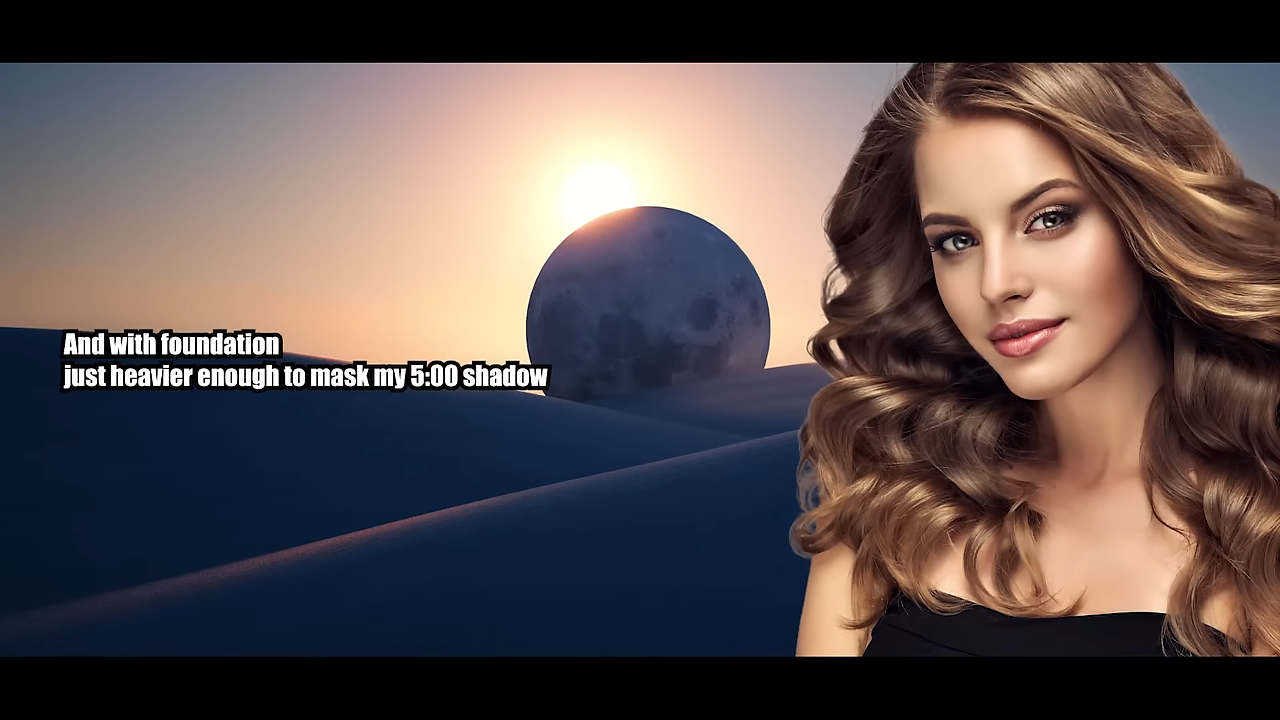 And with foundation
just heavier enough to mask my 5:00 shadow